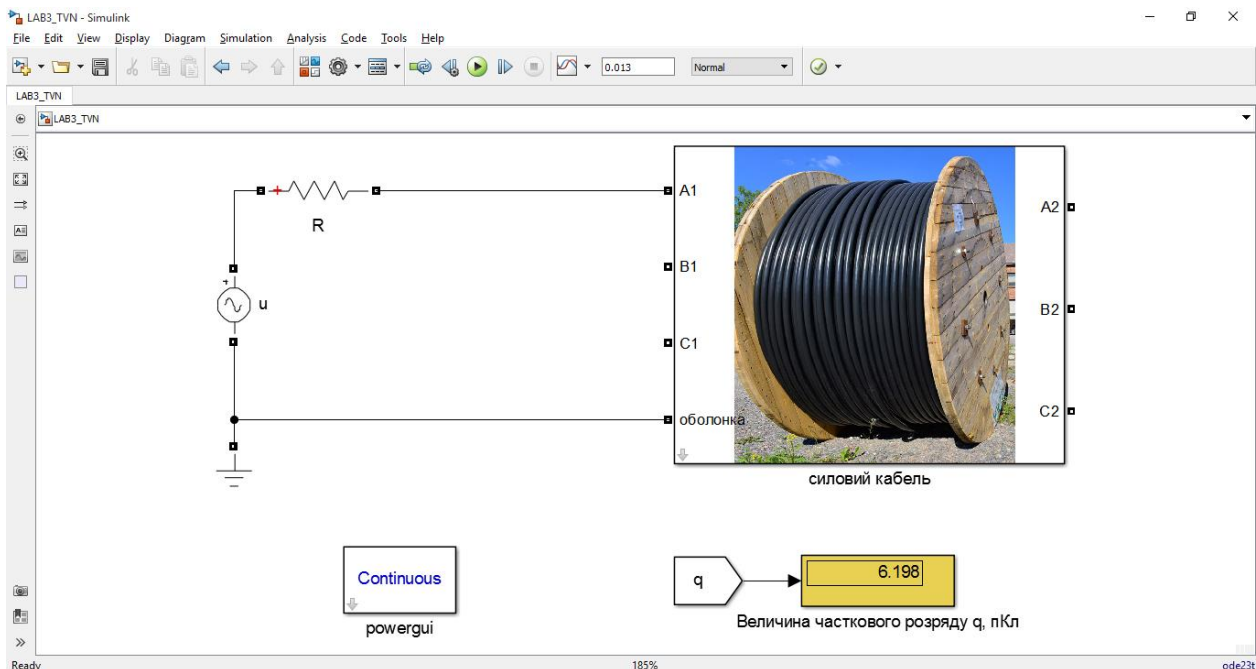 LAB3_TVN - Simulink
File Edit View Display Diagram Simulation Analysis Code Tools Help
0.013 Normal
LAB3_TVN
LAB3_TVN
R
u
A1
B1
C1
оболонка
A2
B2
C2
силовий кабель
Continuous
powergui
q
6.198
Величина часткового розряду q, пКл
Ready 185% ode23t